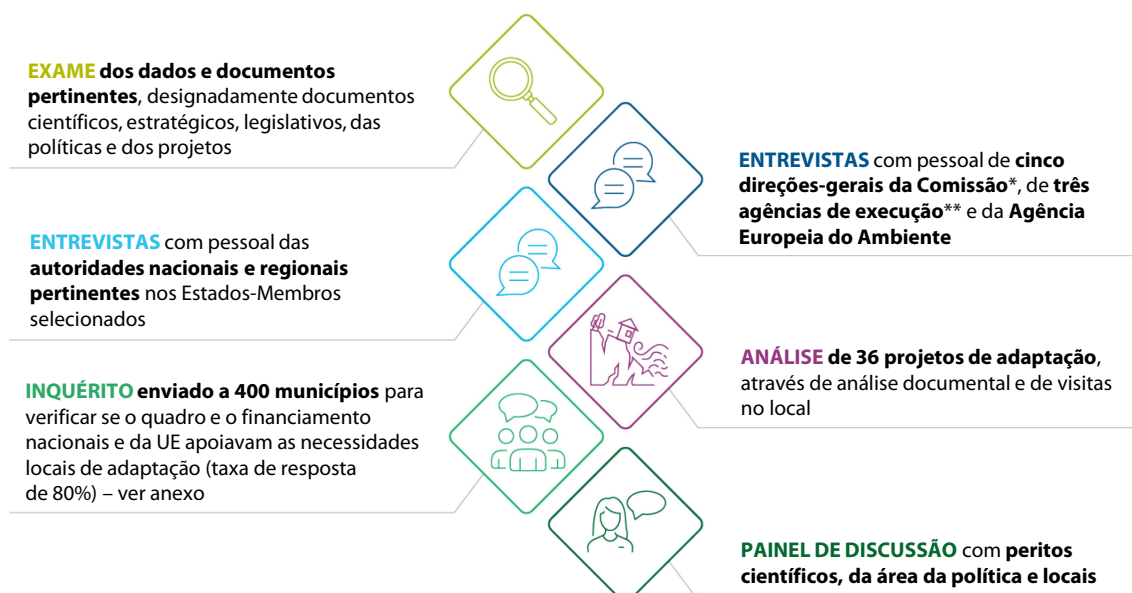 EXAME dos dados e documentos
pertinentes, designadamente documentos
científicos, estratégicos, legislativos, das
políticas e dos projetos
ENTREVISTAS com pessoal de cinco
direções-gerais da Comissão*, de três
agências de execução** e da Agência
Europeia do Ambiente
ENTREVISTAS com pessoal das
autoridades nacionais e regionais
pertinentes nos Estados-Membros
selecionados
ANÁLISE de 36 projetos de adaptação,
através de análise documental e de visitas
no local
INQUÉRITO enviado a 400 municípios para
verificar se o quadro e o financiamento
nacionais e da UE apoiavam as necessidades
locais de adaptação (taxa de resposta
de 80%) – ver anexo
PAINEL DE DISCUSSÃO com peritos
científicos, da área da política e locais